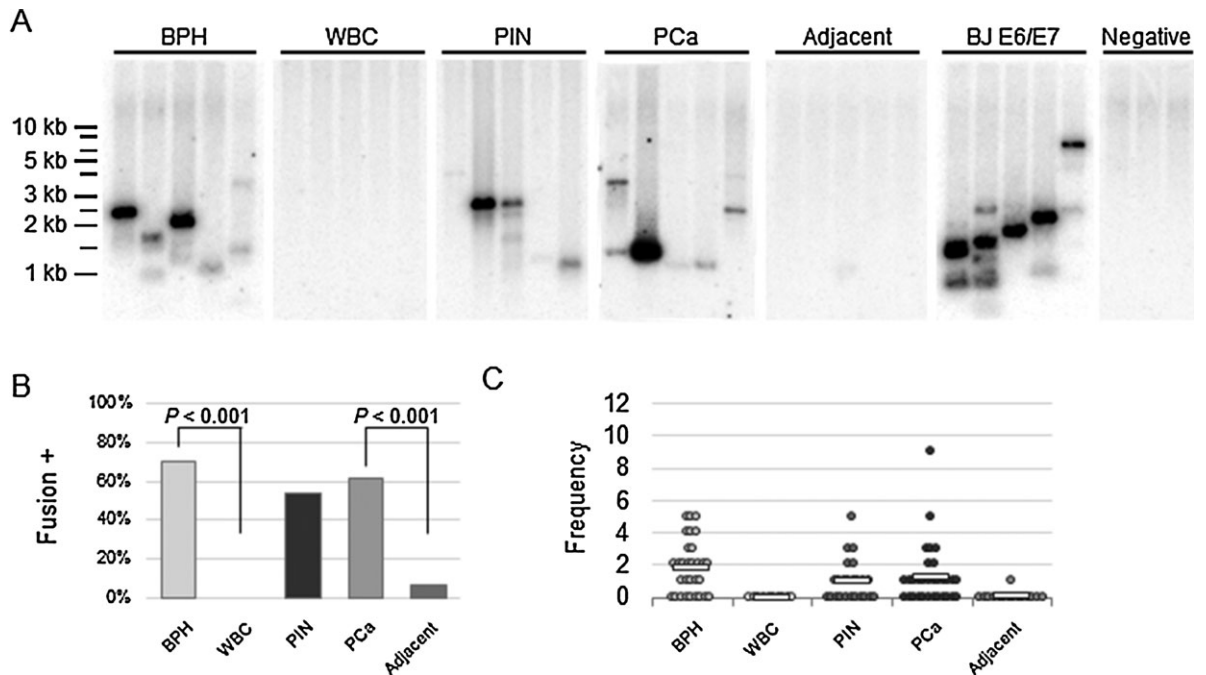 A
BPH WBC PIN PCa Adjacent BJ E6/E7 Negative
10 kb
5 kb
3 kb
2 kb
1 kb
B
Fusion +
100%
80%
60%
40%
20%
0%
P < 0.001
P < 0.001
BPH WBC PIN PCa Adjacent
C
Frequency
12
10
8
6
4
2
0
BPH WBC PIN PCa Adjacent